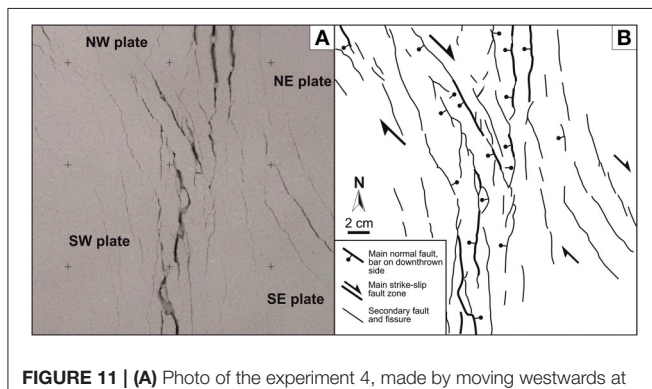 NW plate
A
NE plate
SW plate
SE plate
B
N
2 cm
Main normal fault,
bar on downthrown
side
Main strike-slip
fault zone
Secondary fault
and fissure
FIGURE 11 | (A) Photo of the experiment 4, made by moving westwards at